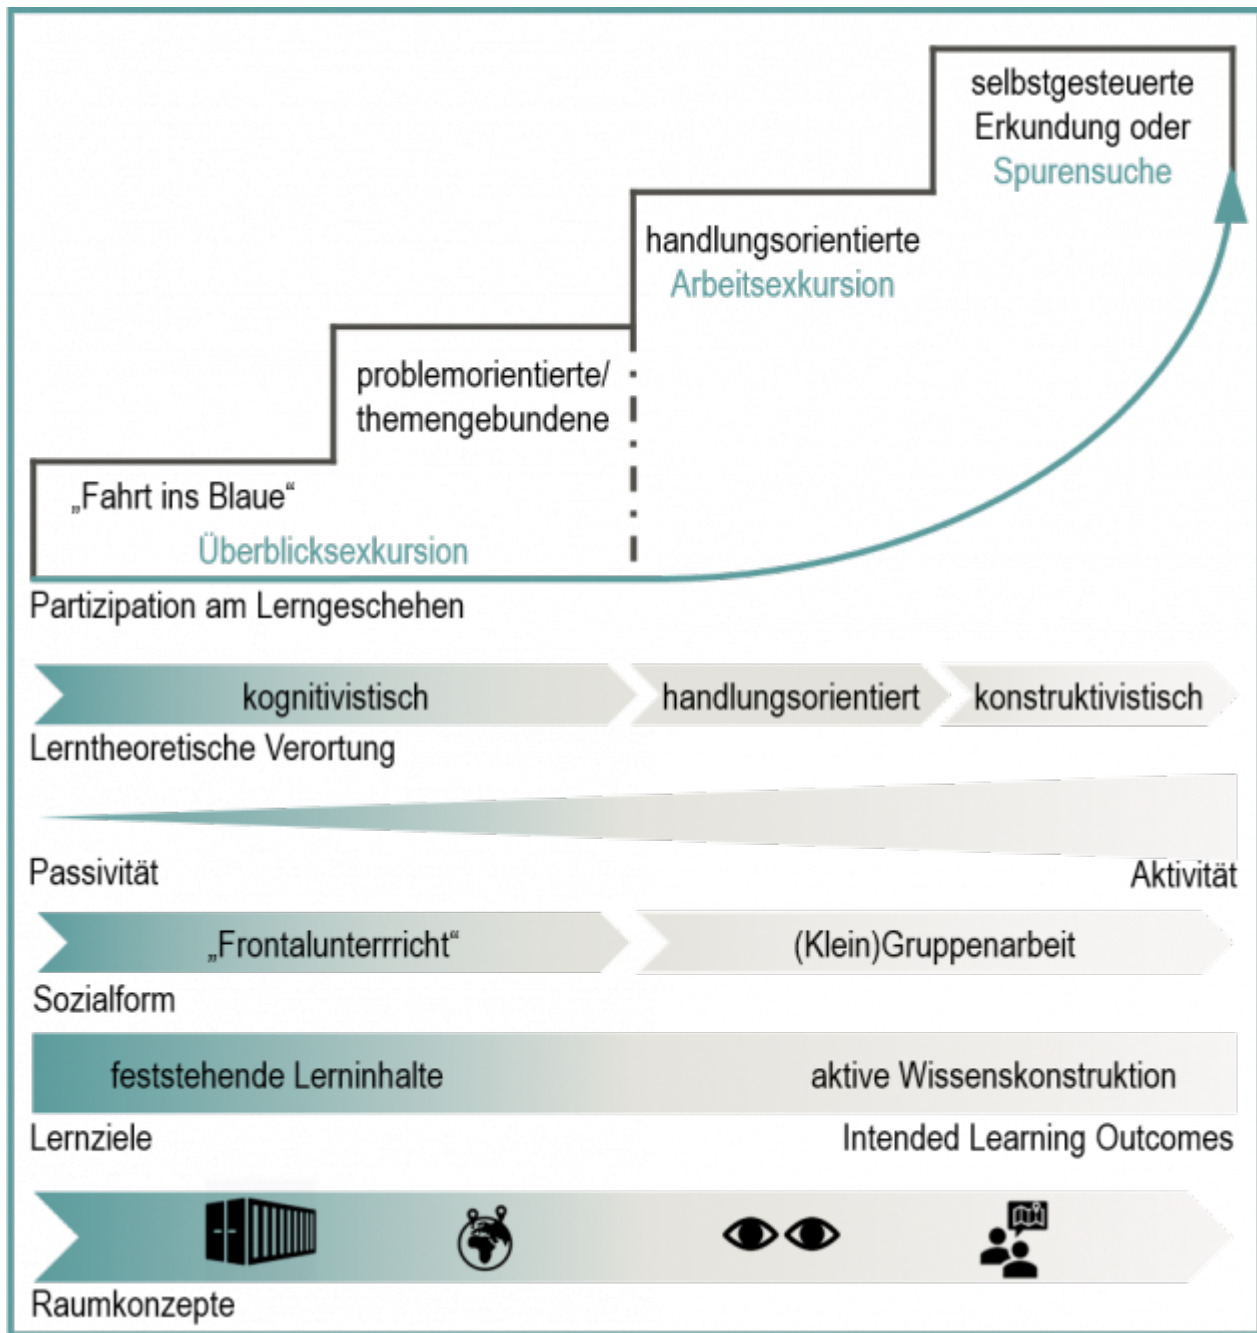 selbstgesteuerte
Erkundung oder
Spurensuche
handlungsorientierte
Arbeitsexkursion
problemorientierte/
themengebundene
„Fahrt ins Blaue“
Überblicksexkursion
Partizipation am Lerngeschehen
kognitivistisch
handlungsorientiert
konstruktivistisch
Lerntheoretische Verortung
Passivität
Aktivität
„Frontalunterrricht“
(Klein)Gruppenarbeit
Sozialform
feststehende Lerninhalte
aktive Wissenskonstruktion
Lernziele
Intended Learning Outcomes
Raumkonzepte